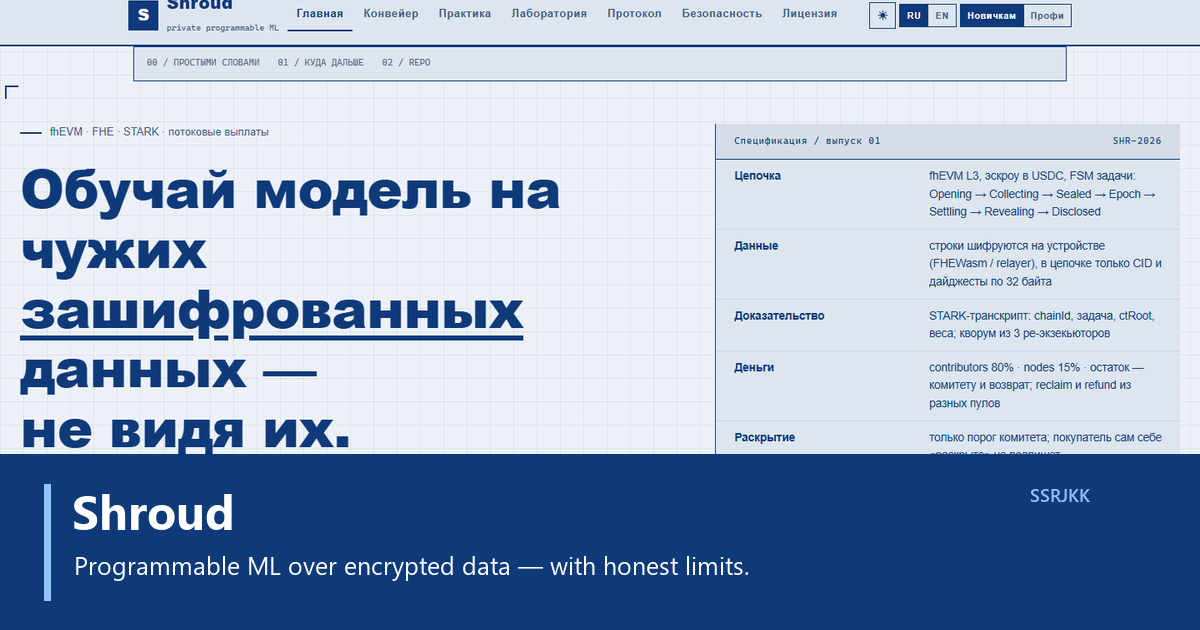 S
Shroud
private programmable ML
Главная
Конвейер
Практика
Лаборатория
Протокол
Безопасность
Лицензия
☀
RU
EN
Новичкам
Профи
00 / ПРОСТЫМИ СЛОВАМИ
01 / КУДА ДАЛЬШЕ
02 / REPO
fhEVM · FHE · STARK · потоковые выплаты
Обучай модель на
чужих
зашифрованных
данных —
не видя их.
Спецификация / выпуск 01
SHR-2026
Цепочка
fhEVM L3, эскроу в USDC, FSM задачи:
Opening → Collecting → Sealed → Epoch →
Settling → Revealing → Disclosed
Данные
строки шифруются на устройстве
(FHEWasm / relayer), в цепочке только CID и
дайджесты по 32 байта
Доказательство
STARK-транскрипт: chainId, задача, ctRoot,
веса; кворум из 3 ре-экзекьюторов
Деньги
contributors 80% · nodes 15% · остаток —
комитету и возврат; reclaim и refund из
разных пулов
Раскрытие
только порог комитета; покупатель сам себе
Shroud
Programmable ML over encrypted data — with honest limits.
SSRJKK